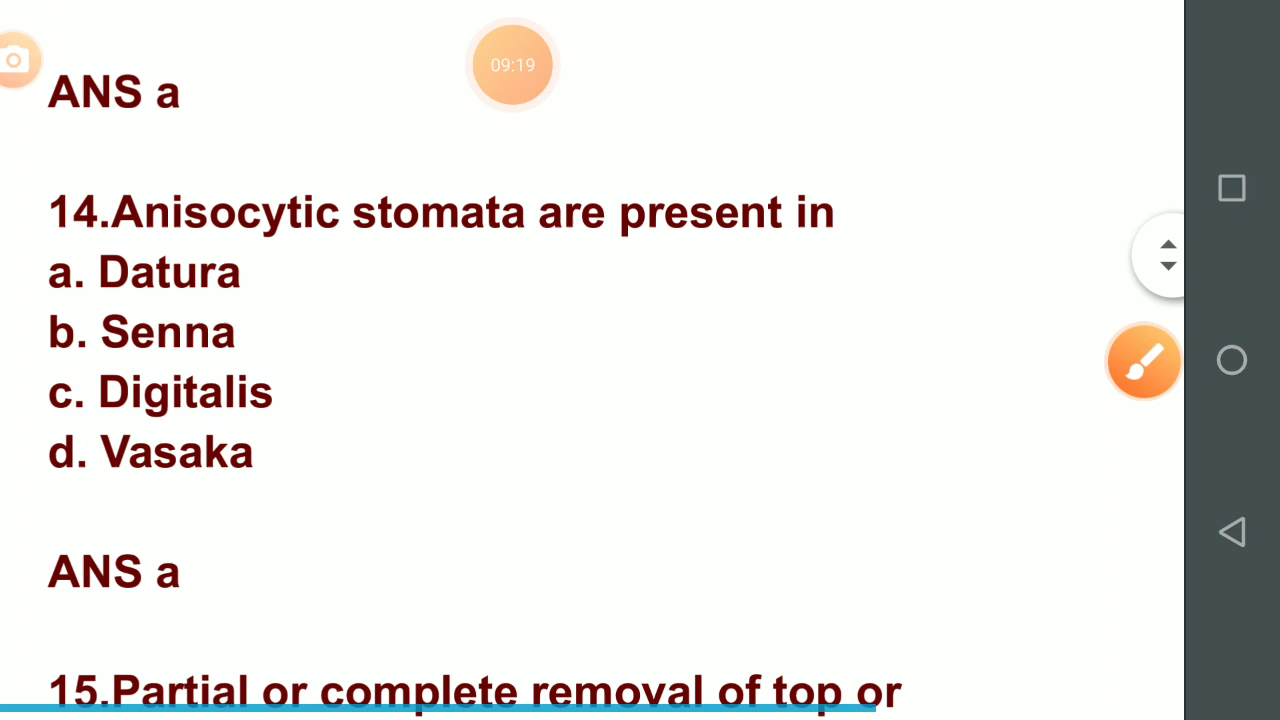 09:19
ANS a
14.Anisocytic stomata are present in
a. Datura
b. Senna
c. Digitalis
d. Vasaka
ANS a
15.Partial or complete removal of top or